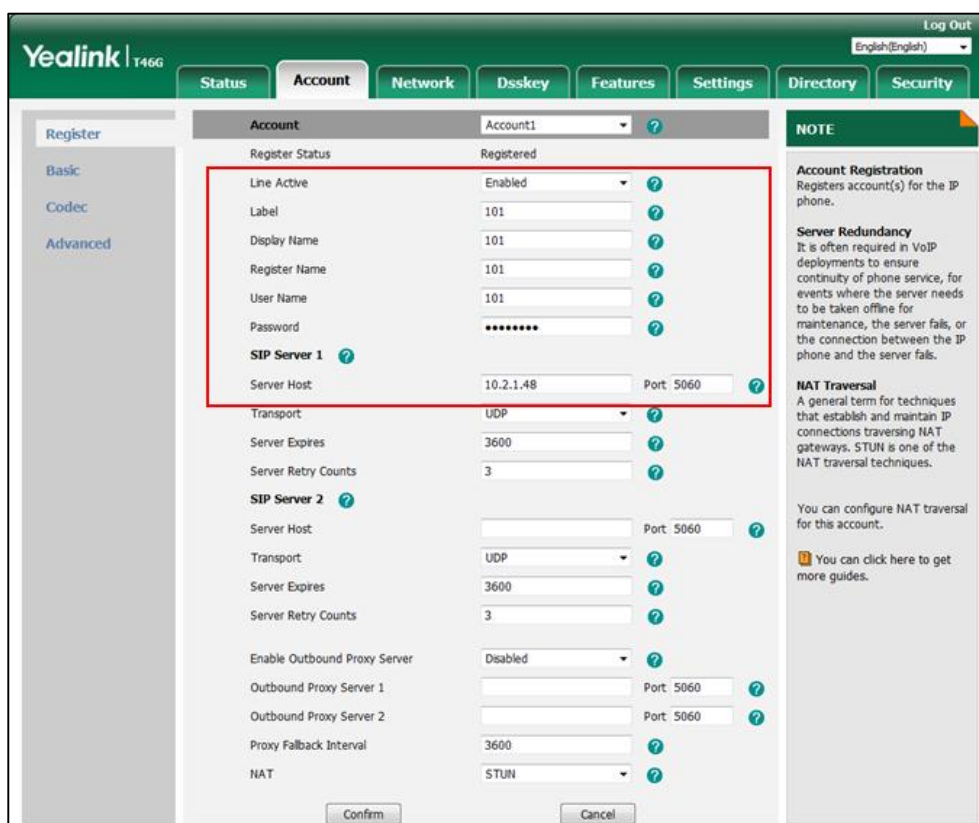 Log Out
English(English)
Yealink T46G
Status Account Network Dsskey Features Settings Directory Security
Register
Basic
Codec
Advanced
Account Account1
Register Status Registered
Line Active Enabled
Label 101
Display Name 101
Register Name 101
User Name 101
Password ••••••••
SIP Server 1
Server Host 10.2.1.48 Port 5060
Transport UDP
Server Expires 3600
Server Retry Counts 3
SIP Server 2
Server Host Port 5060
Transport UDP
Server Expires 3600
Server Retry Counts 3
Enable Outbound Proxy Server Disabled
Outbound Proxy Server 1 Port 5060
Outbound Proxy Server 2 Port 5060
Proxy Fallback Interval 3600
NAT STUN
Confirm Cancel
NOTE
Account Registration
Registers account(s) for the IP
phone.
Server Redundancy
It is often required in VoIP
deployments to ensure
continuity of phone service, for
events where the server needs
to be taken offline for
maintenance, the server fails, or
the connection between the IP
phone and the server fails.
NAT Traversal
A general term for techniques
that establish and maintain IP
connections traversing NAT
gateways. STUN is one of the
NAT traversal techniques.
You can configure NAT traversal
for this account.
You can click here to get
more guides.